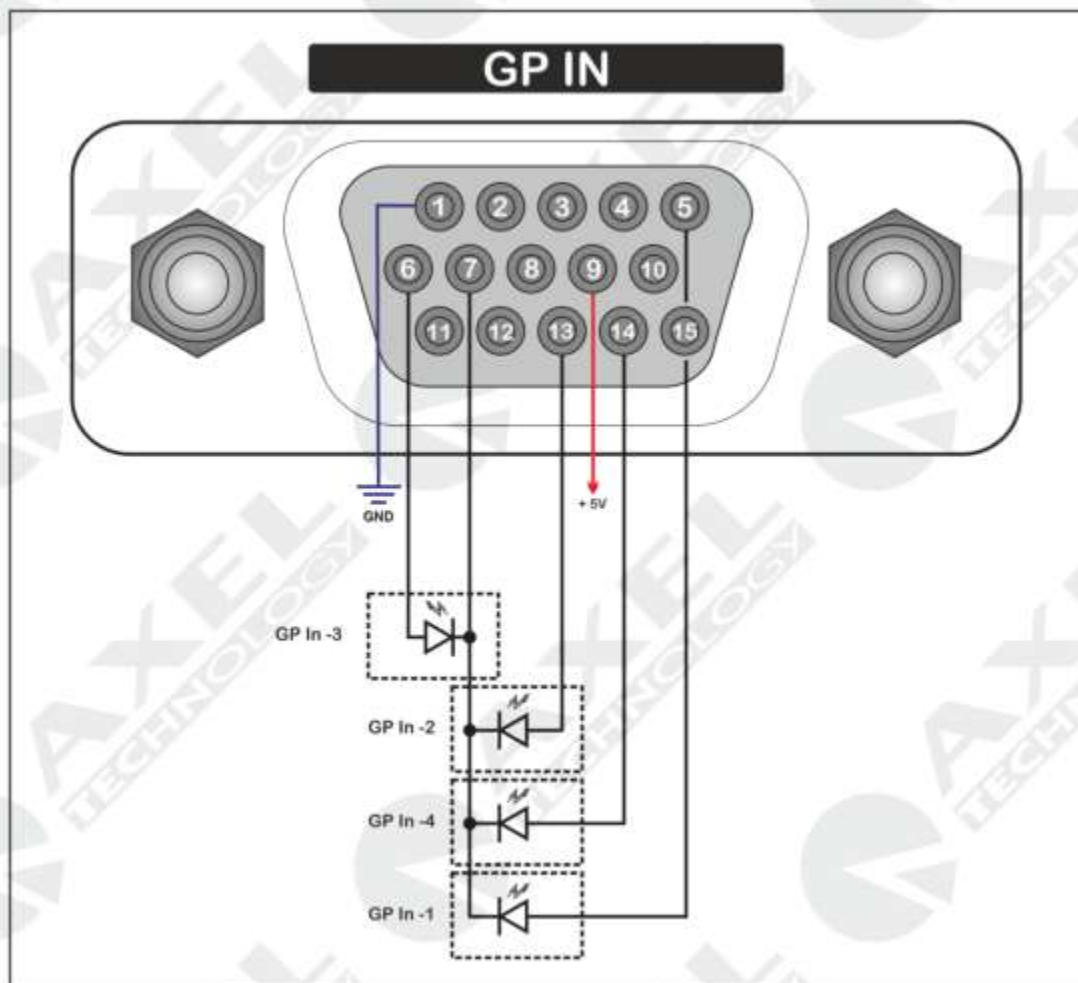 GP IN
1 2 3 4 5
6 7 8 9 10
11 12 13 14 15
GND
+ 5V
GP In -3
GP In -2
GP In -4
GP In -1
AXEL
TECHNOLOGY